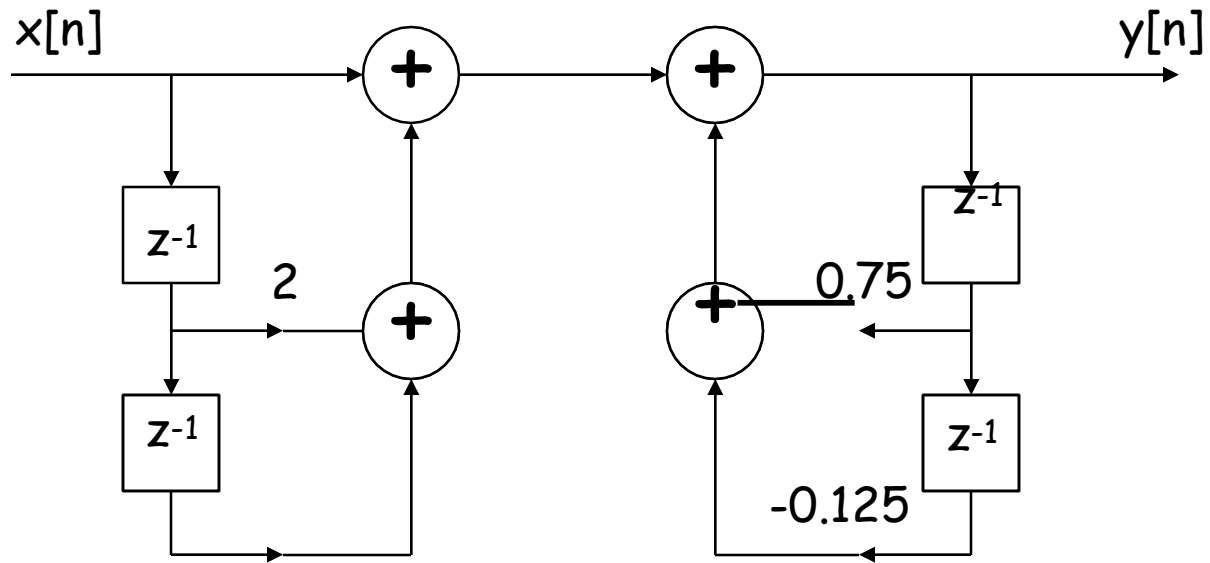 x[n] y[n]
+ +
z-1 z-1
2 0.75
+ +
z-1 z-1
-0.125